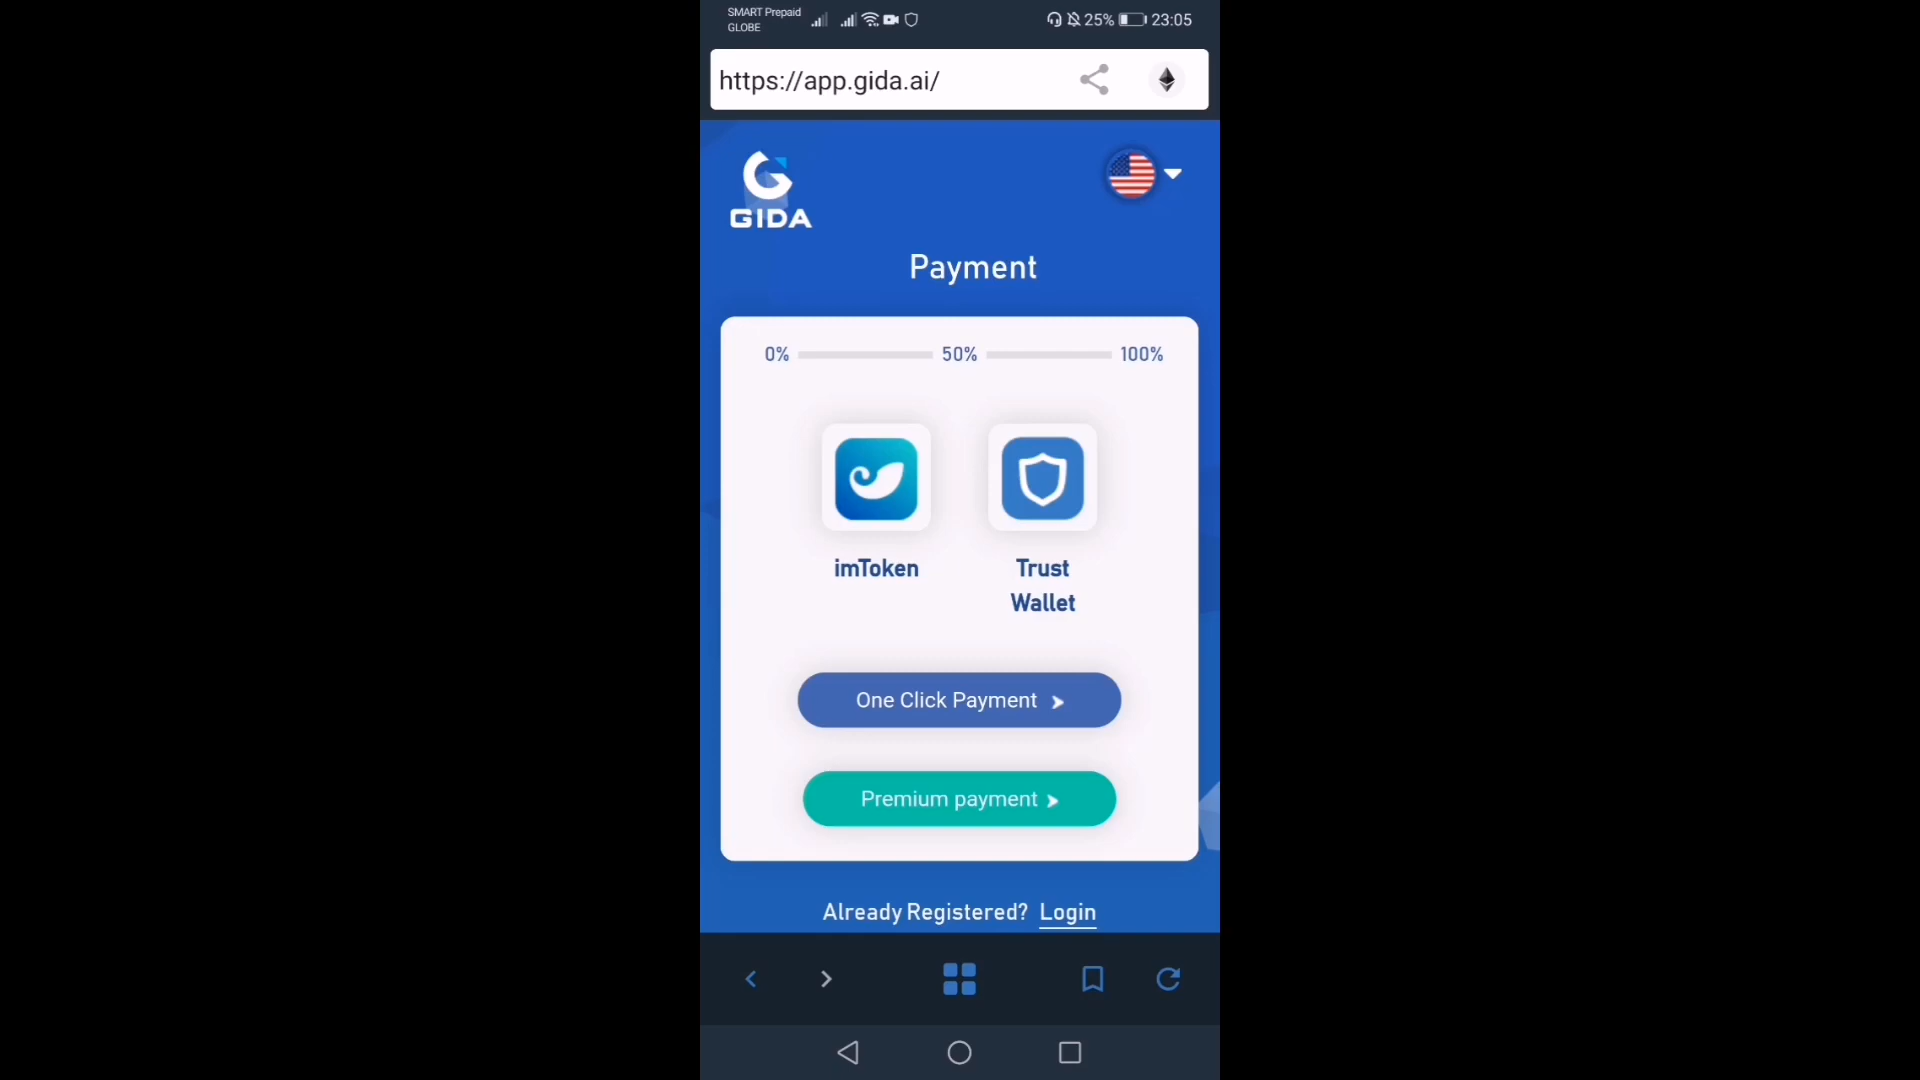 SMART Prepaid
GLOBE
25% 23:05
https://app.gida.ai/
GIDA
Payment
0% 50% 100%
imToken
Trust
Wallet
One Click Payment
Premium payment
Already Registered? Login